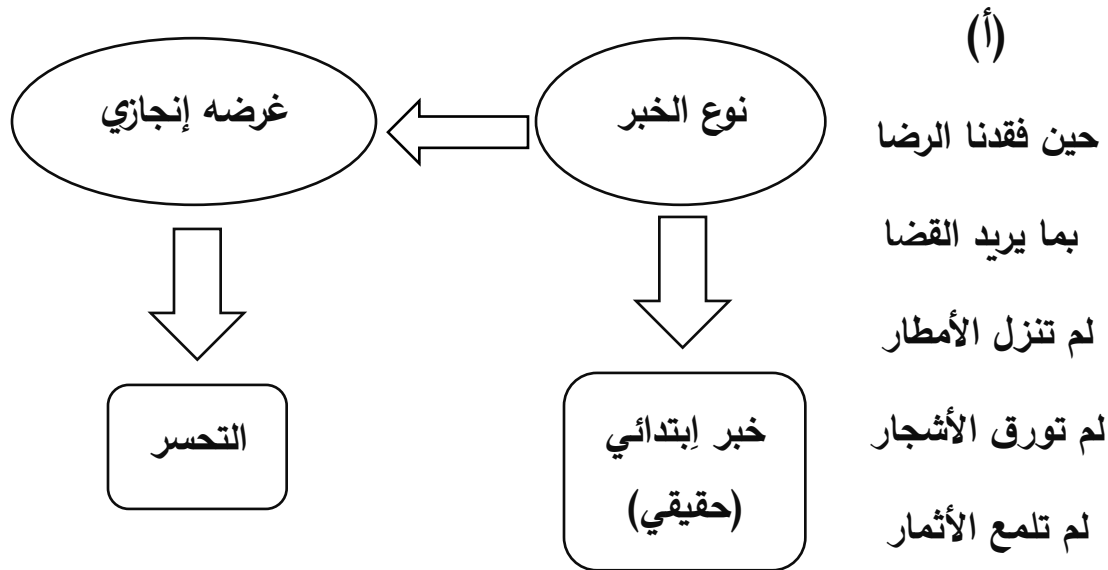 (أ)
حين فقدنا الرضا
بما يريد القضا
لم تنزل الأمطار
لم تورق الأشجار
لم تلمع الأثمار
نوع الخبر
غرضه إنجازي
خبر اِبتدائي
(حقيقي)
التحسر